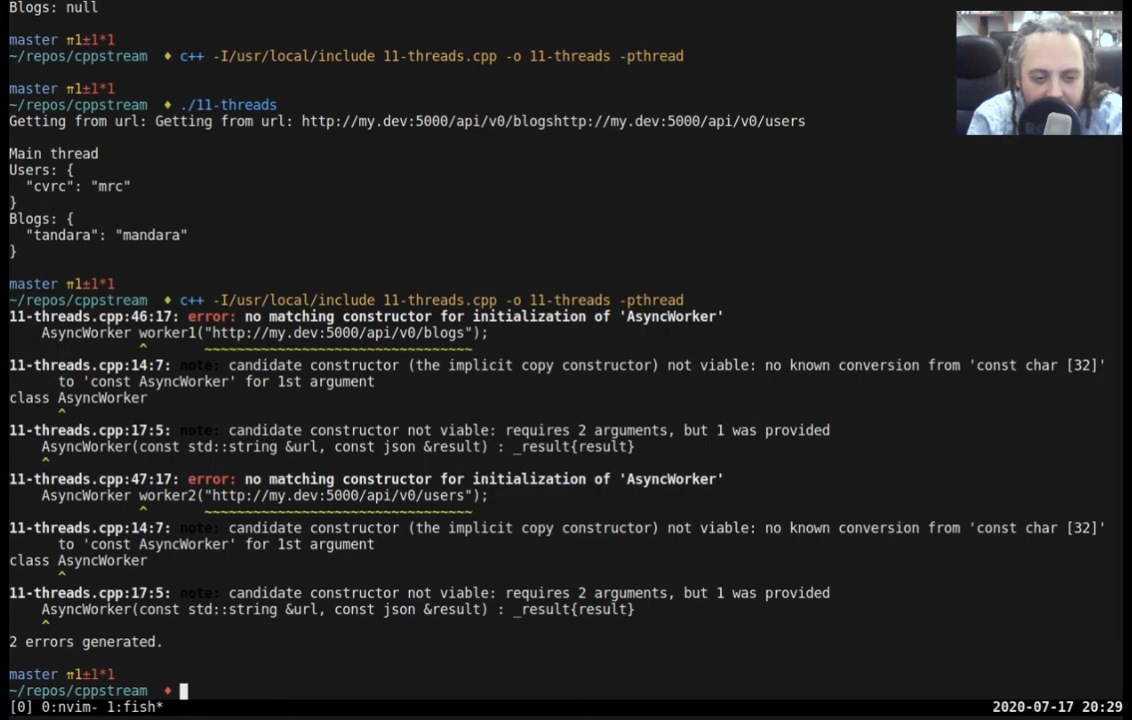 Blogs: null
master ⇈1±1*1
~/repos/cppstream ♦ c++ -I/usr/local/include 11-threads.cpp -o 11-threads -pthread
master ⇈1±1*1
~/repos/cppstream ♦ ./11-threads
Getting from url: Getting from url: http://my.dev:5000/api/v0/blogshttp://my.dev:5000/api/v0/users
Main thread
Users: {
"cvrc": "mrc"
}
Blogs: {
"tandara": "mandara"
}
master ⇈1±1*1
~/repos/cppstream ♦ c++ -I/usr/local/include 11-threads.cpp -o 11-threads -pthread
11-threads.cpp:46:17: error: no matching constructor for initialization of 'AsyncWorker'
AsyncWorker worker1("http://my.dev:5000/api/v0/blogs");
^ ~~~~~~~~~~~~~~~~~~~~~~~~~~~~~~~~~
11-threads.cpp:14:7: note: candidate constructor (the implicit copy constructor) not viable: no known conversion from 'const char [32]'
to 'const AsyncWorker' for 1st argument
class AsyncWorker
^
11-threads.cpp:17:5: note: candidate constructor not viable: requires 2 arguments, but 1 was provided
AsyncWorker(const std::string &url, const json &result) : _result{result}
^
11-threads.cpp:47:17: error: no matching constructor for initialization of 'AsyncWorker'
AsyncWorker worker2("http://my.dev:5000/api/v0/users");
^ ~~~~~~~~~~~~~~~~~~~~~~~~~~~~~~~~~
11-threads.cpp:14:7: note: candidate constructor (the implicit copy constructor) not viable: no known conversion from 'const char [32]'
to 'const AsyncWorker' for 1st argument
class AsyncWorker
^
11-threads.cpp:17:5: note: candidate constructor not viable: requires 2 arguments, but 1 was provided
AsyncWorker(const std::string &url, const json &result) : _result{result}
^
2 errors generated.
master ⇈1±1*1
~/repos/cppstream ♦
[0] 0:nvim- 1:fish* 2020-07-17 20:29